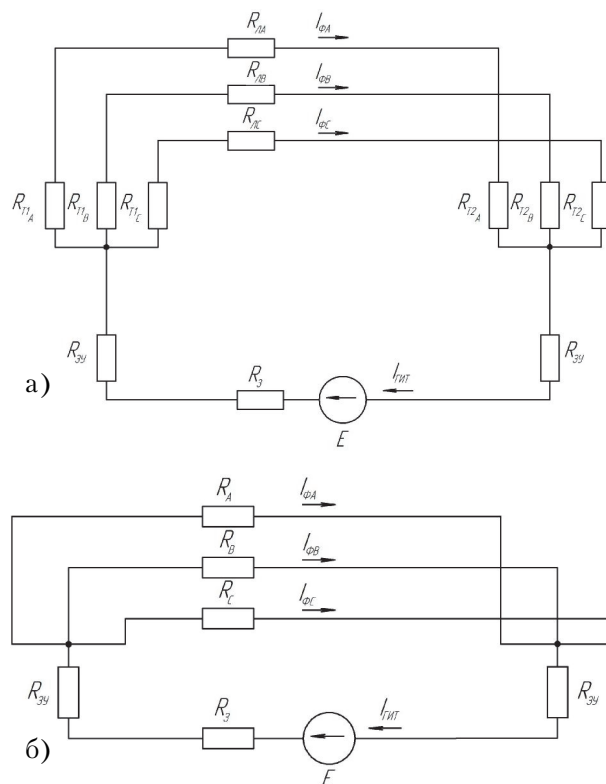 R_ЛА I_ФА
R_ЛВ I_ФВ
R_ЛС I_ФС
R_Т1_А R_Т1_В R_Т1_С R_Т2_А R_Т2_В R_Т2_С
R_ЗУ R_ЗУ
а) R_З I_ГИТ
E
R_А I_ФА
R_В I_ФВ
R_С I_ФС
R_ЗУ R_ЗУ
R_З I_ГИТ
б)
E